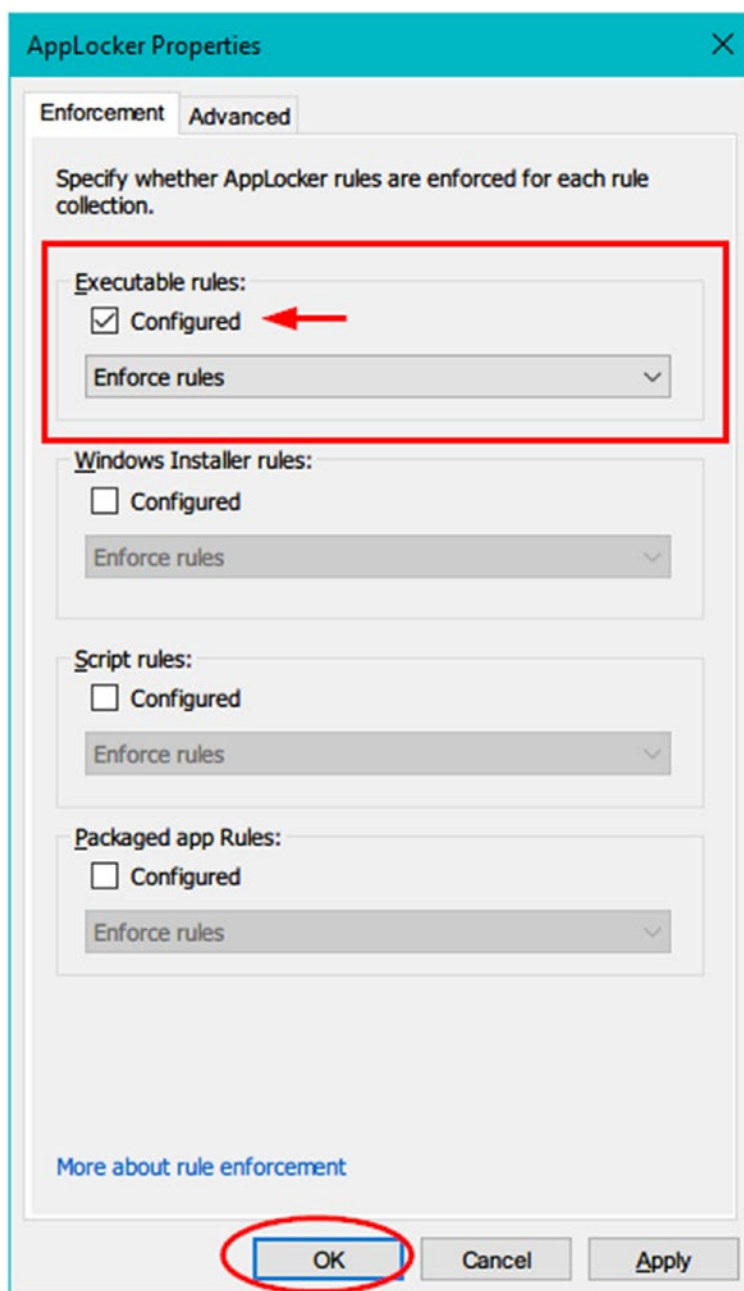 AppLocker Properties
Enforcement
Advanced
Specify whether AppLocker rules are enforced for each rule
collection.
Executable rules:
Configured
Enforce rules
Windows Installer rules:
Configured
Enforce rules
Script rules:
Configured
Enforce rules
Packaged app Rules:
Configured
Enforce rules
More about rule enforcement
OK
Cancel
Apply